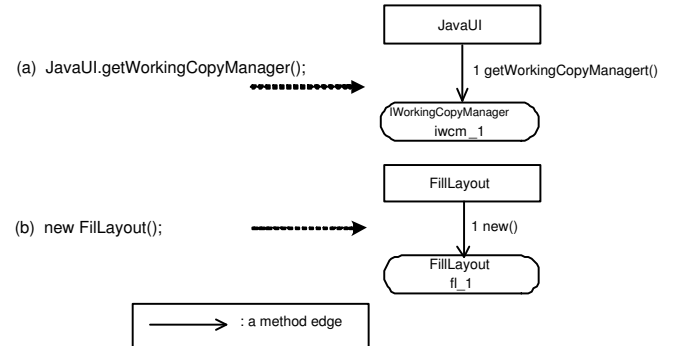 JavaUI
(a) JavaUI.getWorkingCopyManager();
1 getWorkingCopyManagert()
IWorkingCopyManager
iwcm_1
FillLayout
(b) new FilLayout();
1 new()
FillLayout
fl_1
: a method edge